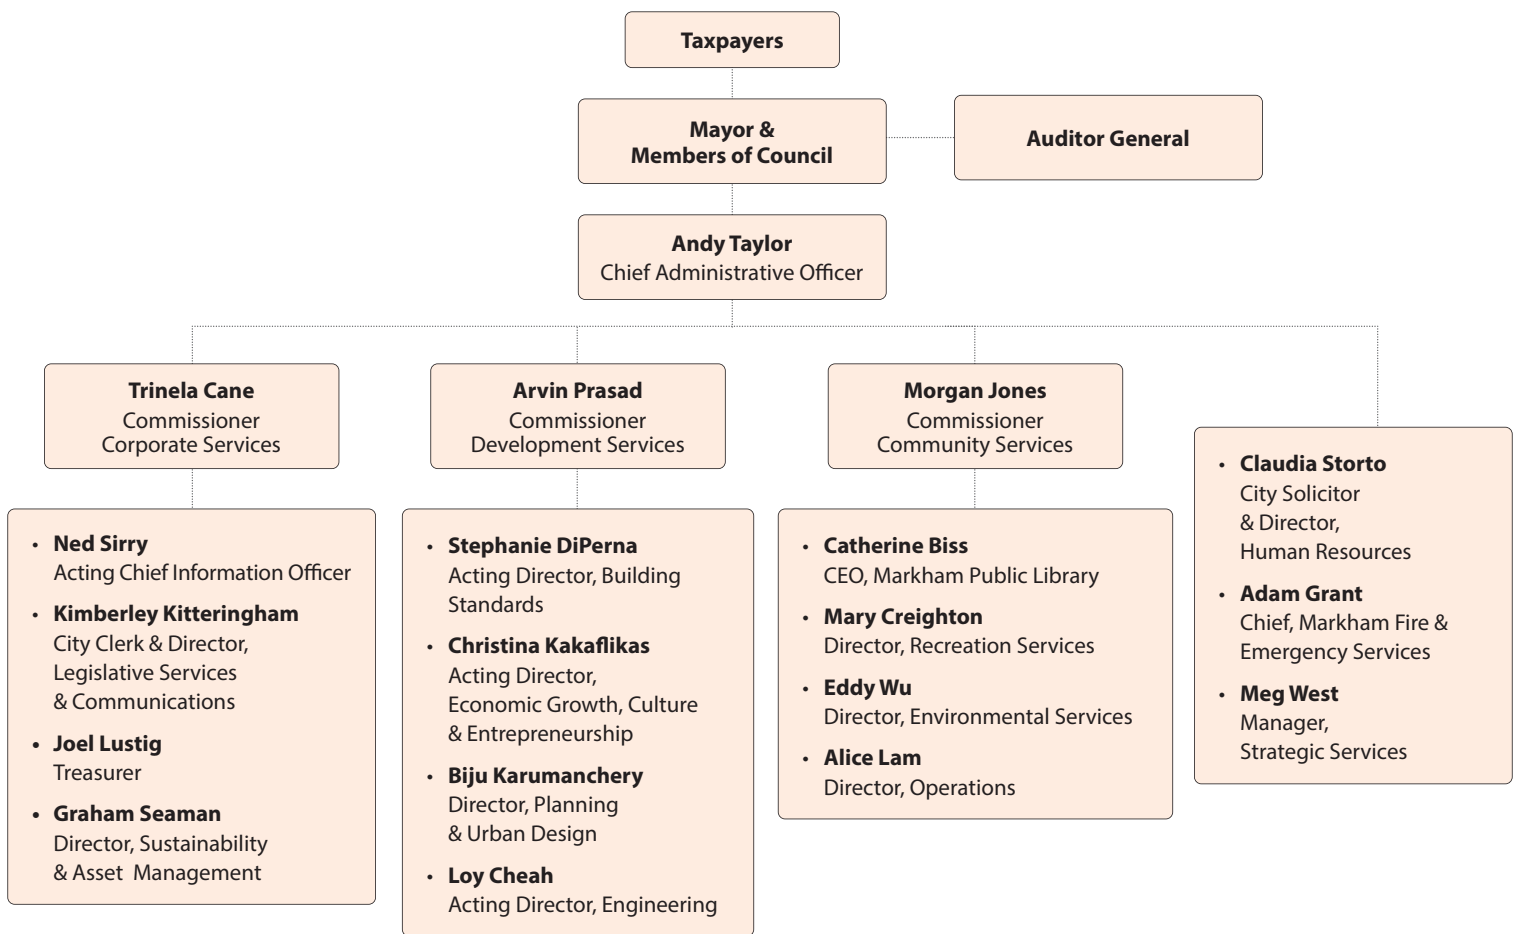 Taxpayers
Mayor &
Members of Council
Auditor General
Andy Taylor
Chief Administrative Officer
Trinela Cane
Commissioner
Corporate Services
Arvin Prasad
Commissioner
Development Services
Morgan Jones
Commissioner
Community Services
• Ned Sirry
Acting Chief Information Officer
• Kimberley Kitteringham
City Clerk & Director,
Legislative Services
& Communications
• Joel Lustig
Treasurer
• Graham Seaman
Director, Sustainability
& Asset Management
• Stephanie DiPerna
Acting Director, Building
Standards
• Christina Kakaflikas
Acting Director,
Economic Growth, Culture
& Entrepreneurship
• Biju Karumanchery
Director, Planning
& Urban Design
• Loy Cheah
Acting Director, Engineering
• Catherine Biss
CEO, Markham Public Library
• Mary Creighton
Director, Recreation Services
• Eddy Wu
Director, Environmental Services
• Alice Lam
Director, Operations
• Claudia Storto
City Solicitor
& Director,
Human Resources
• Adam Grant
Chief, Markham Fire &
Emergency Services
• Meg West
Manager,
Strategic Services